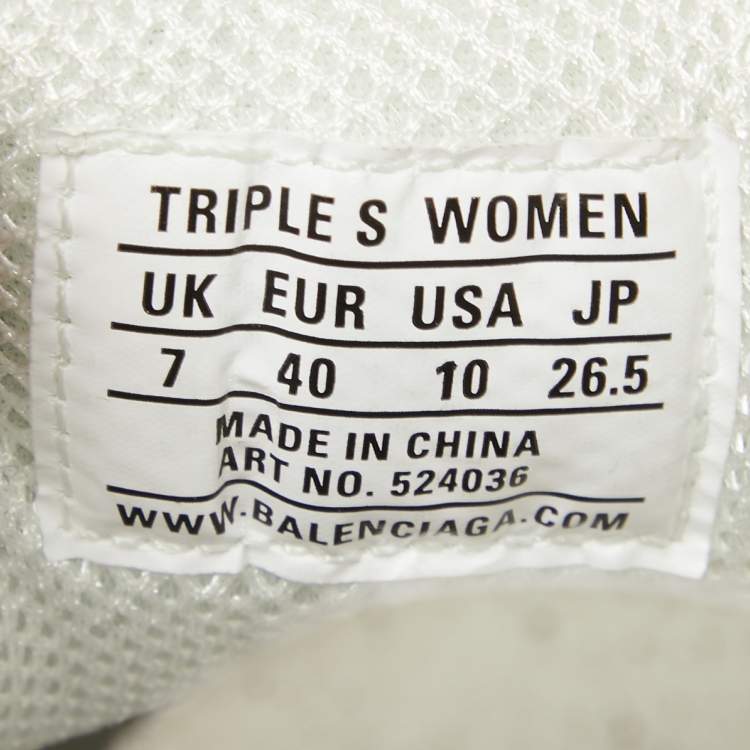 TRIPLE S WOMEN
UK EUR USA JP
7 40 10 26.5
MADE IN CHINA
ART NO. 524036
WWW.BALENCIAGA.COM